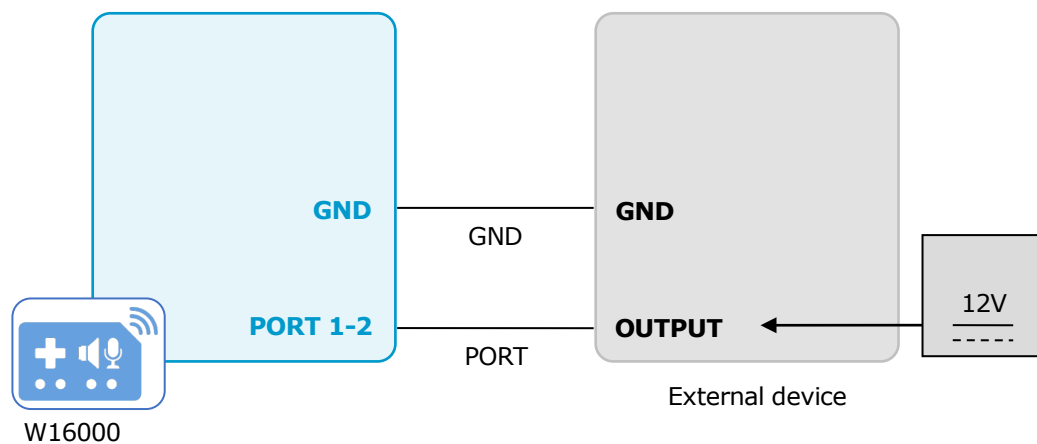 GND
GND
GND
PORT 1-2
PORT
OUTPUT
12V
External device
W16000